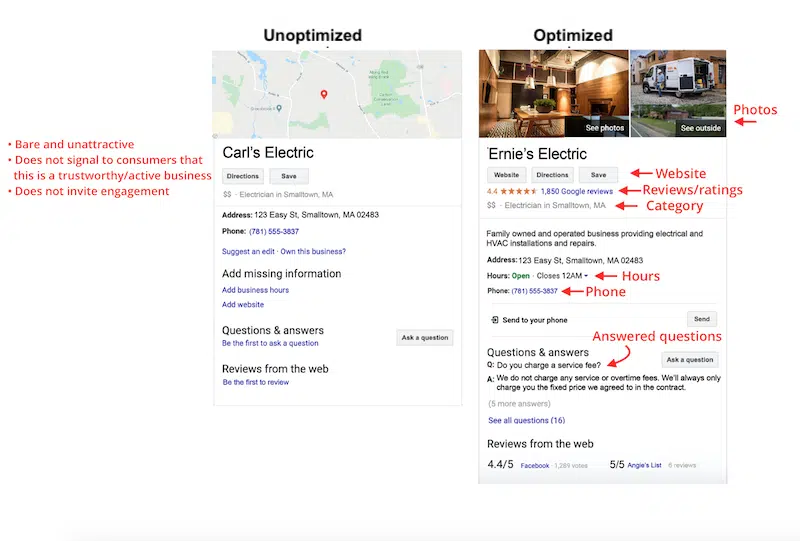 Unoptimized
Optimized
• Bare and unattractive
• Does not signal to consumers that
this is a trustworthy/active business
• Does not invite engagement
Carl's Electric
Directions
Save
$$ · Electrician in Smalltown, MA
Address: 123 Easy St, Smalltown, MA 02483
Phone: (781) 555-3837
Suggest an edit · Own this business?
Add missing information
Add business hours
Add website
Questions & answers
Be the first to ask a question
Ask a question
Reviews from the web
Be the first to review
See photos
See outside
Photos
Ernie's Electric
Website
Directions
Save
Website
4.4
1,850 Google reviews
Reviews/ratings
$$ · Electrician in Smalltown, MA
Category
Family owned and operated business providing electrical and
HVAC installations and repairs.
Address: 123 Easy St, Smalltown, MA 02483
Hours: Open · Closes 12AM
Hours
Phone: (781) 555-3837
Phone
Send to your phone
Send
Answered questions
Questions & answers
Ask a question
Q: Do you charge a service fee?
A: We do not charge any service or overtime fees. We'll always only
charge you the fixed price we agreed to in the contract.
(5 more answers)
See all questions (16)
Reviews from the web
4.4/5 Facebook · 1,289 votes
5/5 Angie's List · 6 reviews